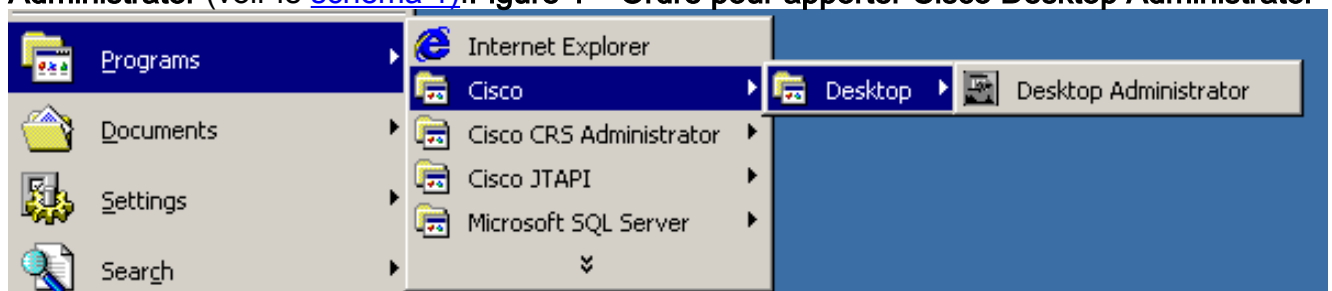 Administrator (voir le schéma 1).Figure 1 – Ordre pour apporter Cisco Desktop Administrator
Programs
Documents
Settings
Search
Internet Explorer
Cisco
Cisco CRS Administrator
Cisco JTAPI
Microsoft SQL Server
Desktop
Desktop Administrator